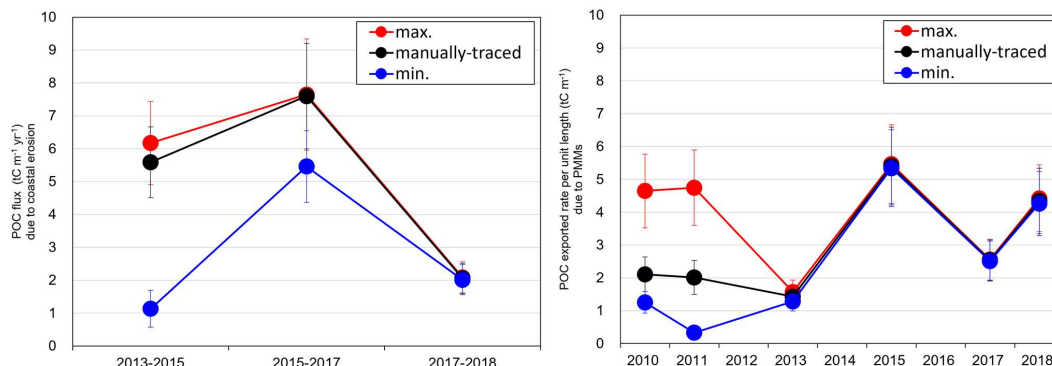 POC flux (tC m⁻¹ yr⁻¹)
due to coastal erosion
10
9
8
7
6
5
4
3
2
1
0
max.
manually-traced
min.
2013-2015 2015-2017 2017-2018
POC exported rate per unit length (tC m⁻¹)
due to PMMs
10
9
8
7
6
5
4
3
2
1
0
max.
manually-traced
min.
2010 2011 2012 2013 2014 2015 2016 2017 2018